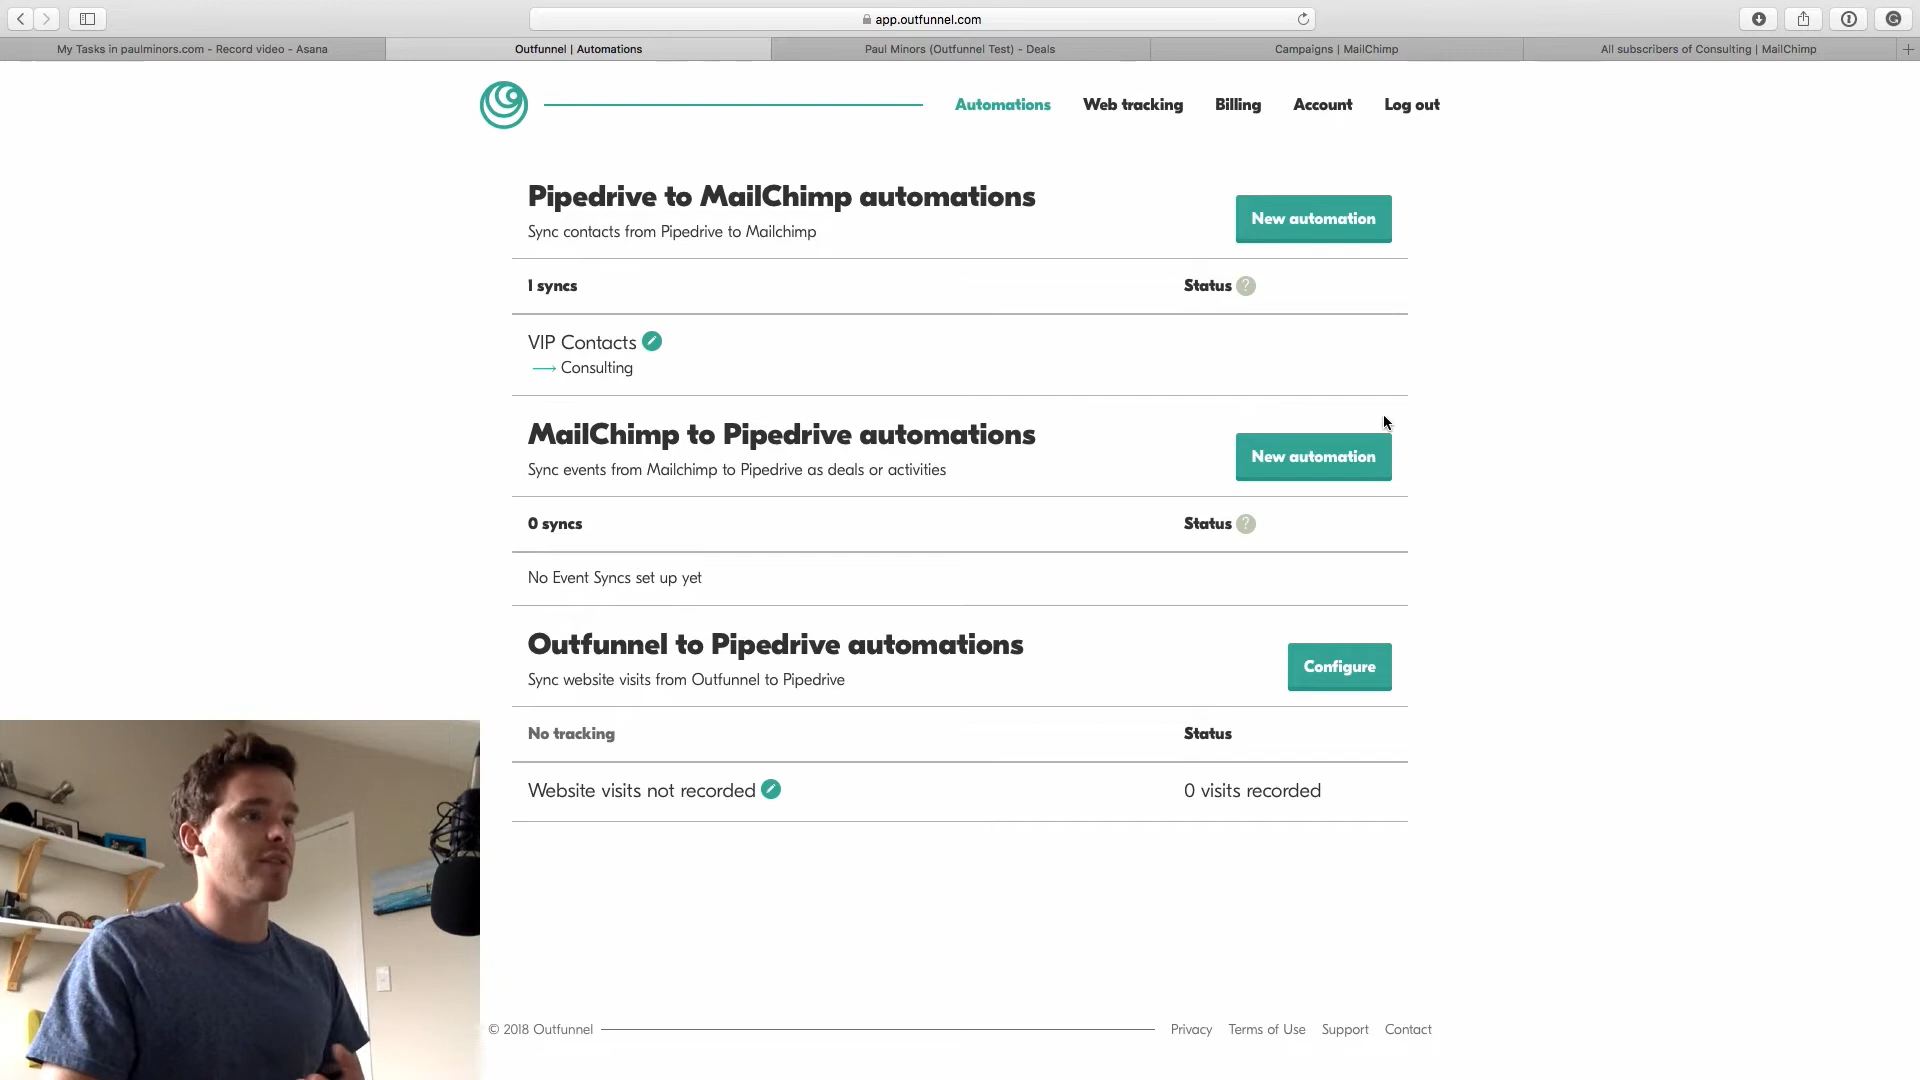 app.outfunnel.com
My Tasks in paulminors.com - Record video - Asana
Outfunnel | Automations
Paul Minors (Outfunnel Test) - Deals
Campaigns | MailChimp
All subscribers of Consulting | MailChimp
Automations
Web tracking
Billing
Account
Log out
Pipedrive to MailChimp automations
Sync contacts from Pipedrive to Mailchimp
New automation
1 syncs
Status ?
VIP Contacts
Consulting
MailChimp to Pipedrive automations
Sync events from Mailchimp to Pipedrive as deals or activities
New automation
0 syncs
Status ?
No Event Syncs set up yet
Outfunnel to Pipedrive automations
Sync website visits from Outfunnel to Pipedrive
Configure
No tracking
Status
Website visits not recorded
0 visits recorded
© 2018 Outfunnel
Privacy
Terms of Use
Support
Contact